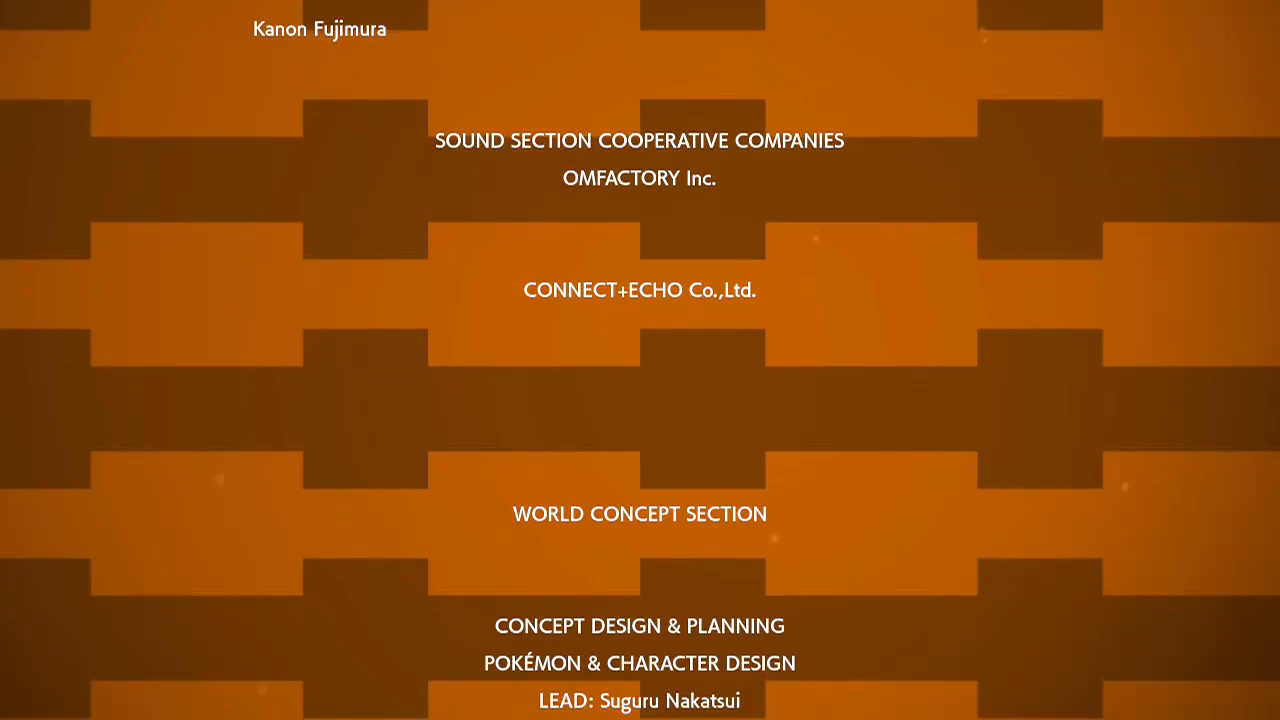 Kanon Fujimura
SOUND SECTION COOPERATIVE COMPANIES
OMFACTORY Inc.
CONNECT+ECHO Co.,Ltd.
WORLD CONCEPT SECTION
CONCEPT DESIGN & PLANNING
POKÉMON & CHARACTER DESIGN
LEAD: Suguru Nakatsui